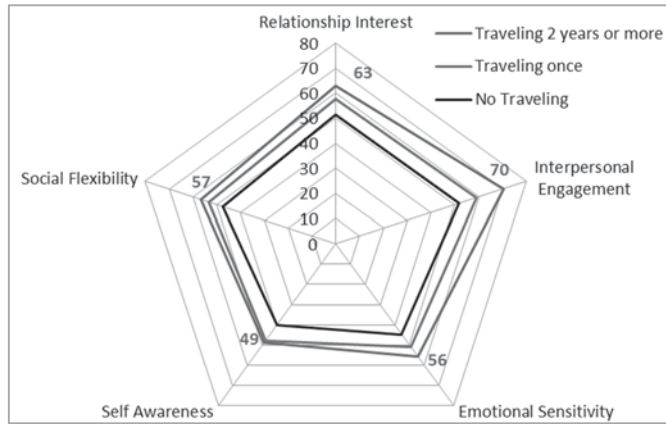 Relationship Interest
Traveling 2 years or more
Traveling once
No Traveling
80
70
60
50
40
30
20
10
0
63
70
Interpersonal
Engagement
Social Flexibility
57
49
56
Self Awareness
Emotional Sensitivity